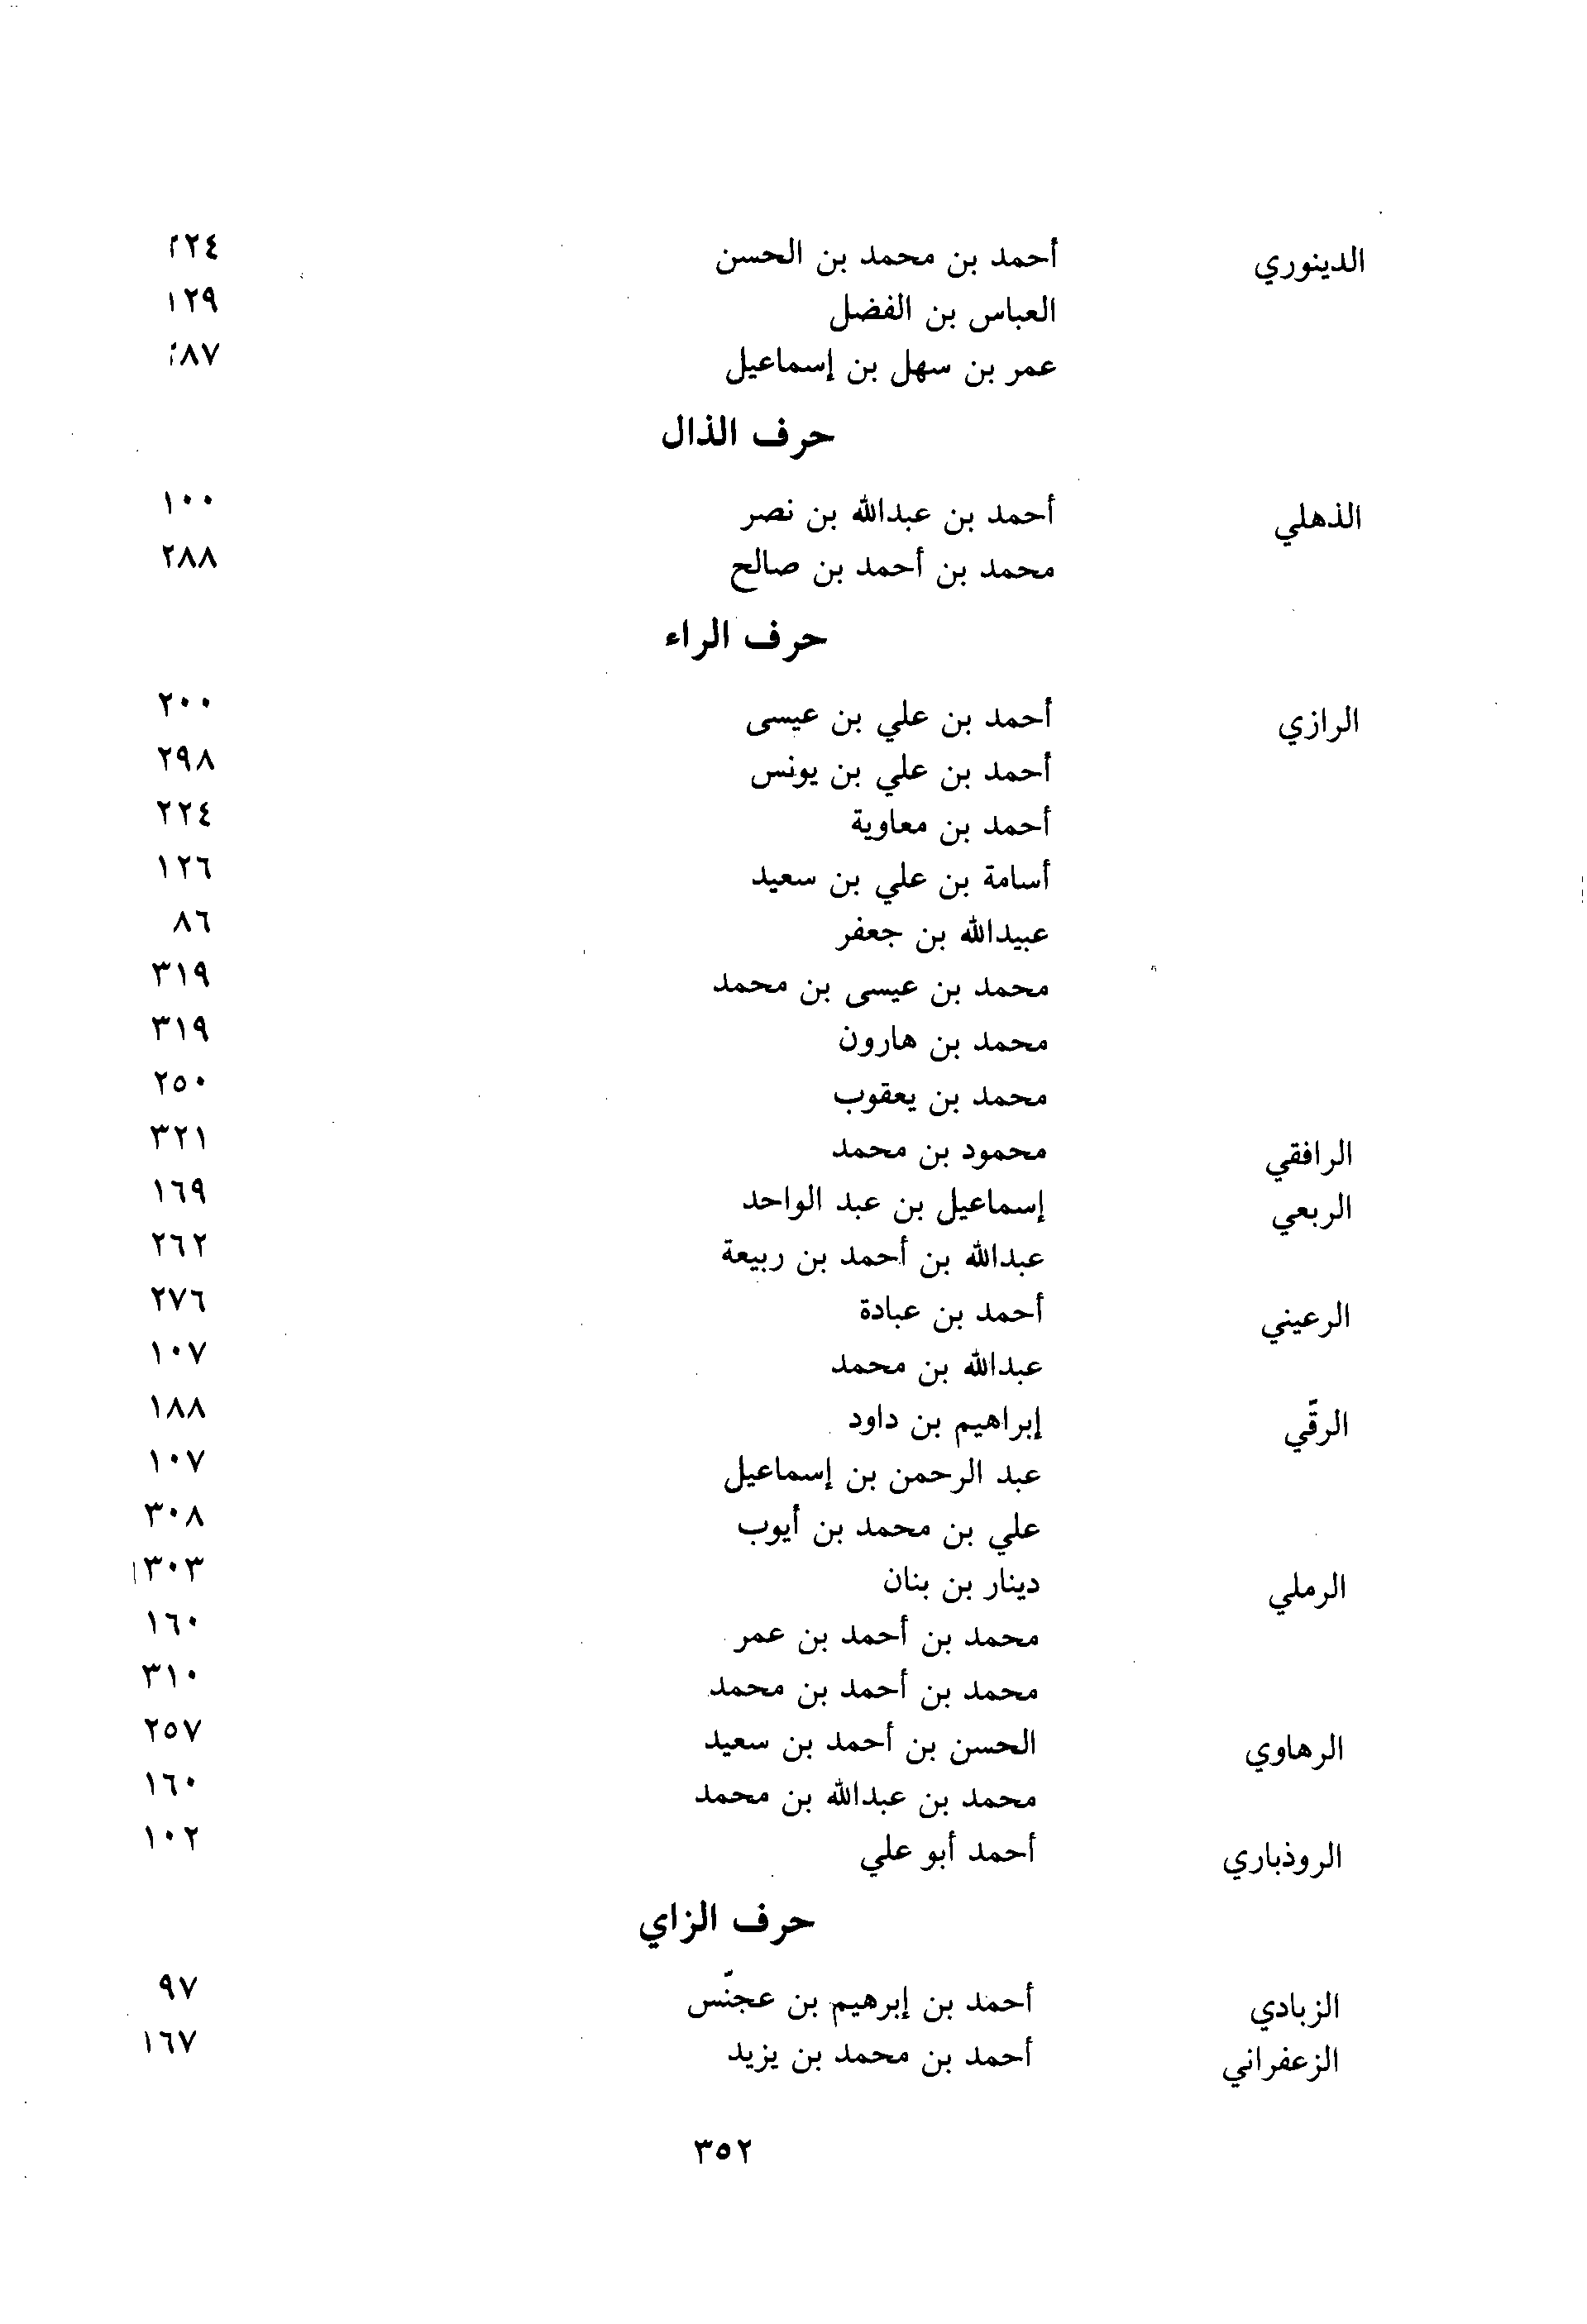 الدينوري أحمد بن محمد بن الحسن ٢٢٤
العباس بن الفضل ١٢٩
عمر بن سهل بن إسماعيل
حرف الذال
الذهلي أحمد بن عبدالله بن نصر ١٠٠
محمد بن أحمد بن صالح ٢٨٨
حرف الراء
الرازي أحمد بن علي بن عيسى ٢٠٠
أحمد بن علي بن يونس ٢٩٨
أحمد بن معاوية ٢٢٤
أسامة بن علي بن سعيد ١٢٦
عبيدالله بن جعفر ٨٦
محمد بن عيسى بن محمد ٣١٩
محمد بن هارون ٣١٩
محمد بن يعقوب ٢٥٠
الرافقي محمود بن محمد ٣٢١
الربعي إسماعيل بن عبد الواحد ١٦٩
عبدالله بن أحمد بن ربيعة ٢٦٢
الرعيني أحمد بن عبادة ٢٧٦
عبدالله بن محمد ١٠٧
الرقّي إبراهيم بن داود ١٨٨
عبد الرحمن بن إسماعيل ١٠٧
علي بن محمد بن أيوب ٣٠٨
الرملي دينار بن بنان ٣٠٣
محمد بن أحمد بن عمر ١٦٠
محمد بن أحمد بن محمد ٣١٠
الرهاوي الحسن بن أحمد بن سعيد ٢٥٧
محمد بن عبدالله بن محمد ١٦٠
الروذباري أحمد أبو علي ١٠٢
حرف الزاي
الزبادي أحمد بن إبرهيم بن عجنّس ٩٧
الزعفراني أحمد بن محمد بن يزيد ١٦٧
٣٥٢